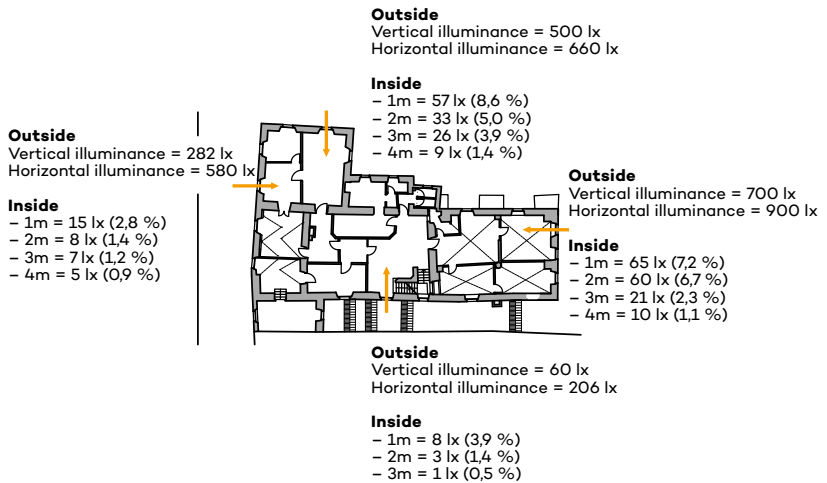 Outside
Vertical illuminance = 500 lx
Horizontal illuminance = 660 lx
Inside
– 1m = 57 lx (8,6 %)
– 2m = 33 lx (5,0 %)
– 3m = 26 lx (3,9 %)
– 4m = 9 lx (1,4 %)
Outside
Vertical illuminance = 282 lx
Horizontal illuminance = 580 lx
Inside
– 1m = 15 lx (2,8 %)
– 2m = 8 lx (1,4 %)
– 3m = 7 lx (1,2 %)
– 4m = 5 lx (0,9 %)
Outside
Vertical illuminance = 700 lx
Horizontal illuminance = 900 lx
Inside
– 1m = 65 lx (7,2 %)
– 2m = 60 lx (6,7 %)
– 3m = 21 lx (2,3 %)
– 4m = 10 lx (1,1 %)
Outside
Vertical illuminance = 60 lx
Horizontal illuminance = 206 lx
Inside
– 1m = 8 lx (3,9 %)
– 2m = 3 lx (1,4 %)
– 3m = 1 lx (0,5 %)